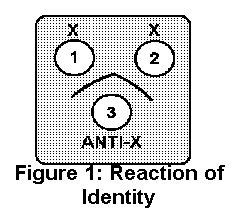 X X
1 2
3
ANTI-X
Figure 1: Reaction of
Identity